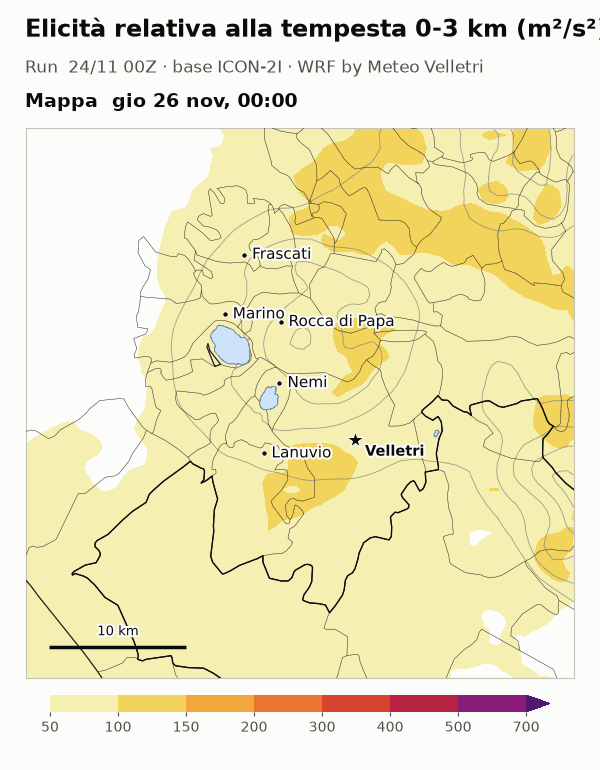 Elicità relativa alla tempesta 0-3 km (m²/s²)
Run 24/11 00Z · base ICON-2I · WRF by Meteo Velletri
Mappa gio 26 nov, 00:00
Frascati
Marino
Rocca di Papa
Nemi
Lanuvio
Velletri
10 km
50 100 150 200 300 400 500 700